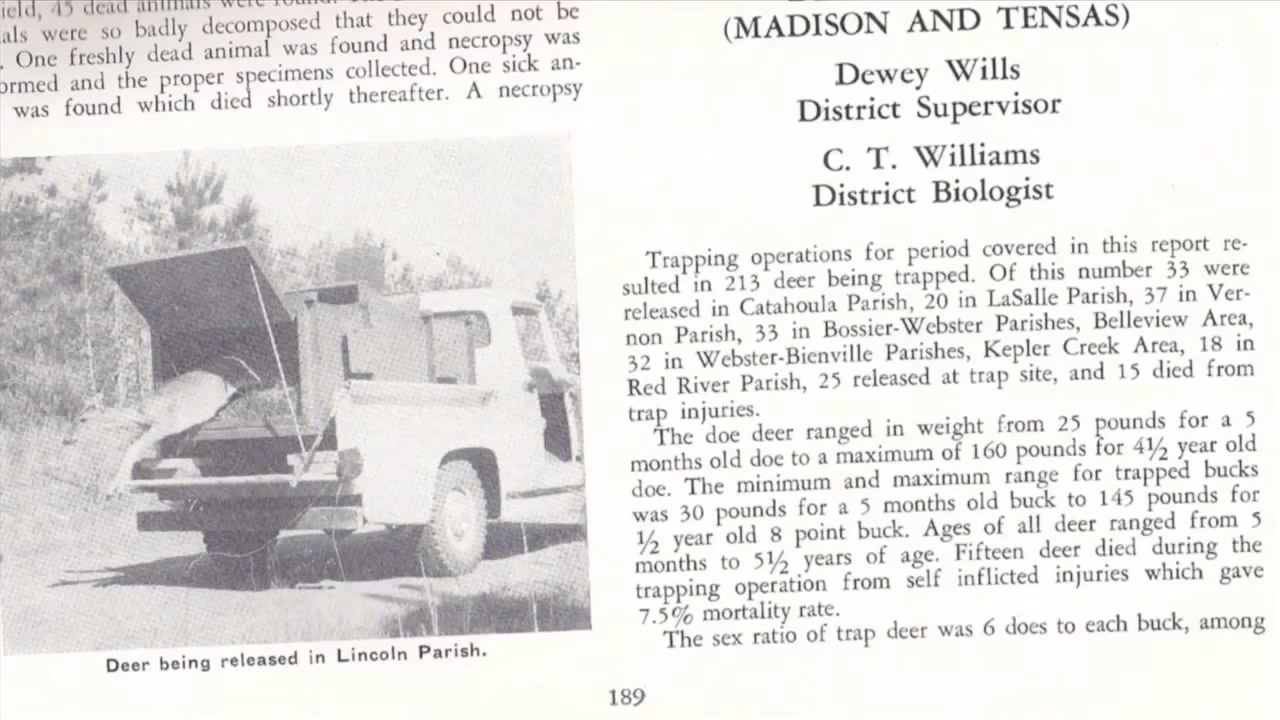 ield, 45 dead animals were found.
als were so badly decomposed that they could not be
. One freshly dead animal was found and necropsy was
ormed and the proper specimens collected. One sick an-
was found which died shortly thereafter. A necropsy
Deer being released in Lincoln Parish.
(MADISON AND TENSAS)
Dewey Wills
District Supervisor
C. T. Williams
District Biologist
Trapping operations for period covered in this report re-
sulted in 213 deer being trapped. Of this number 33 were
released in Catahoula Parish, 20 in LaSalle Parish, 37 in Ver-
non Parish, 33 in Bossier-Webster Parishes, Belleview Area,
32 in Webster-Bienville Parishes, Kepler Creek Area, 18 in
Red River Parish, 25 released at trap site, and 15 died from
trap injuries.
The doe deer ranged in weight from 25 pounds for a 5
months old doe to a maximum of 160 pounds for 4½ year old
doe. The minimum and maximum range for trapped bucks
was 30 pounds for a 5 months old buck to 145 pounds for
½ year old 8 point buck. Ages of all deer ranged from 5
months to 5½ years of age. Fifteen deer died during the
trapping operation from self inflicted injuries which gave
7.5% mortality rate.
The sex ratio of trap deer was 6 does to each buck, among
189